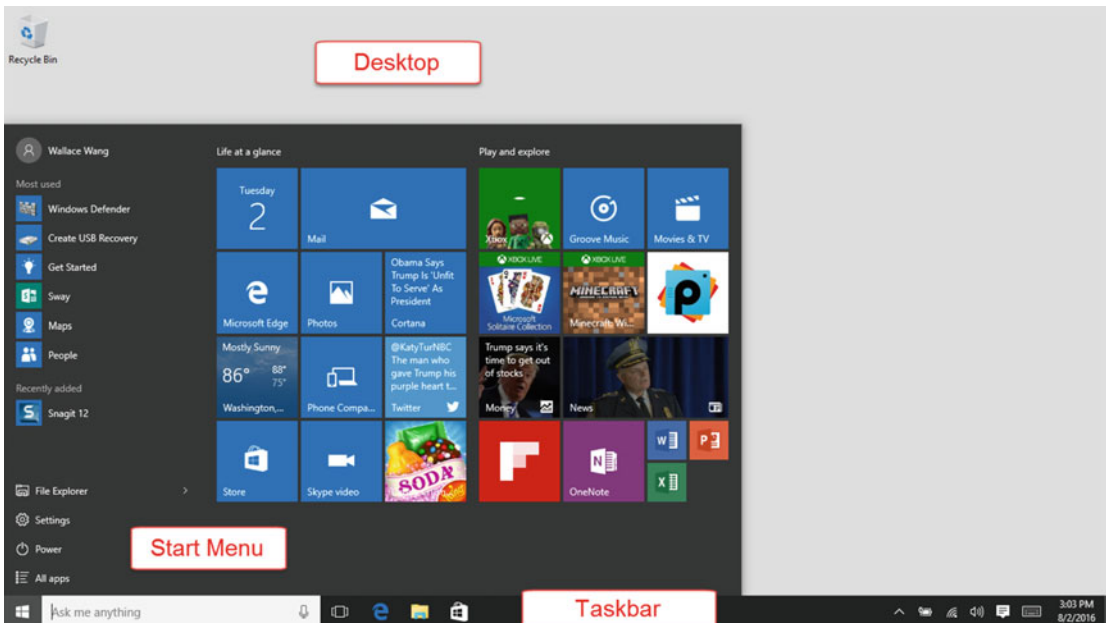 Recycle Bin
Desktop
Wallace Wang
Most used
Windows Defender
Create USB Recovery
Get Started
Sway
Maps
People
Recently added
Snagit 12
File Explorer
Settings
Power
All apps
Start Menu
Life at a glance
Tuesday
2
Mail
Microsoft Edge
Photos
Obama Says
Trump Is 'Unfit
To Serve' As
President
Cortana
Mostly Sunny
86° 88°
75°
Washington,...
Phone Compa...
@KatyTurNBC
The man who
gave Trump his
purple heart t...
Twitter
Store
Skype video
SODA
Play and explore
Xbox
Groove Music
Movies & TV
XBOX LIVE
Microsoft
Solitaire Collection
XBOX LIVE
MINECRAFT
Minecraft: Wi...
p
Trump says it's
time to get out
of stocks
Money
News
N
OneNote
W
P
X
Ask me anything
Taskbar
3:03 PM
8/2/2016